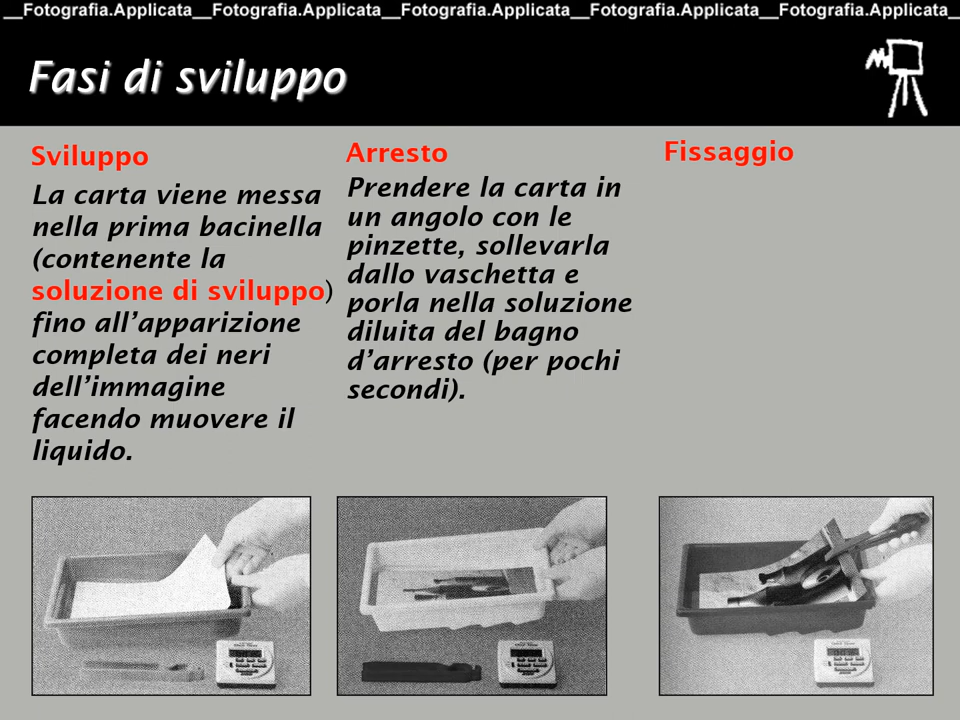 __Fotografia.Applicata__Fotografia.Applicata__Fotografia.Applicata__Fotografia.Applicata__Fotografia.Applicata_
Fasi di sviluppo
Sviluppo
La carta viene messa
nella prima bacinella
(contenente la
soluzione di sviluppo)
fino all’apparizione
completa dei neri
dell’immagine
facendo muovere il
liquido.
Arresto
Prendere la carta in
un angolo con le
pinzette, sollevarla
dallo vaschetta e
porla nella soluzione
diluita del bagno
d’arresto (per pochi
secondi).
Fissaggio